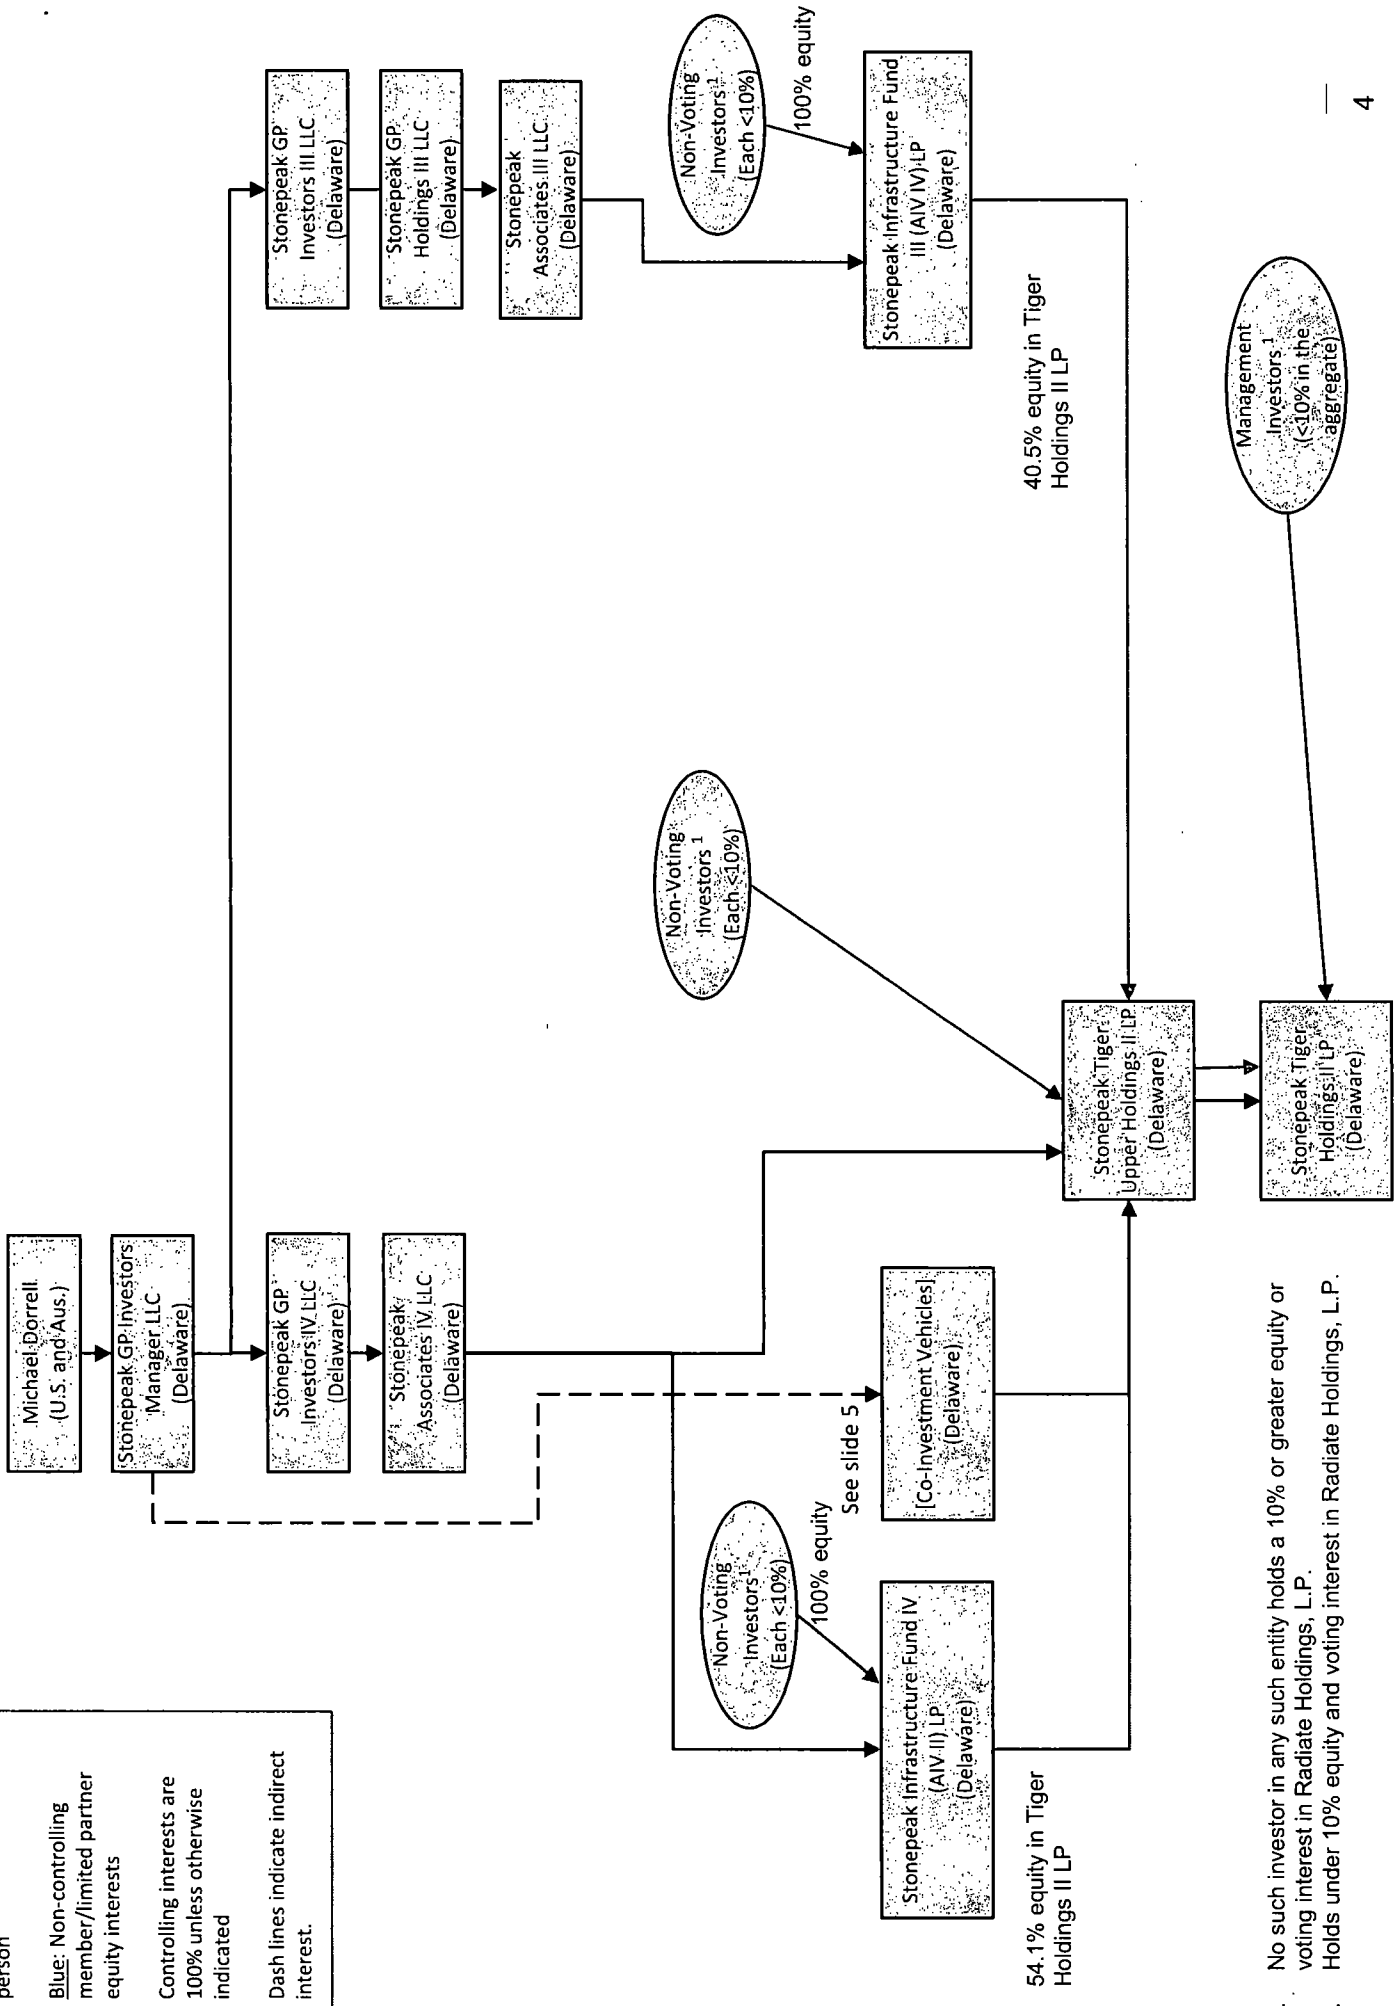 person
Blue: Non-controlling
member/limited partner
equity interests
Controlling interests are
100% unless otherwise
indicated
Dash lines indicate indirect
interest.
Michael Dorrell
(U.S. and Aus.)
Stonepeak GP Investors
Manager LLC
(Delaware)
Stonepeak GP
Investors IV LLC
(Delaware)
Stonepeak
Associates IV LLC
(Delaware)
Stonepeak GP
Investors III LLC
(Delaware)
Stonepeak GP
Holdings III LLC
(Delaware)
Stonepeak
Associates III LLC
(Delaware)
Non-Voting
Investors¹
(Each <10%)
100% equity
Non-Voting
Investors ¹
(Each <10%)
Non-Voting
Investors¹
(Each <10%)
100% equity
See slide 5
Stonepeak Infrastructure Fund IV
(AIV II) LP
(Delaware)
[Co-Investment Vehicles]
(Delaware)
Stonepeak Infrastructure Fund
III (AIV IV) LP
(Delaware)
54.1% equity in Tiger
Holdings II LP
40.5% equity in Tiger
Holdings II LP
Stonepeak Tiger
Upper Holdings II LP
(Delaware)
Management
Investors ¹
(<10% in the
aggregate)
Stonepeak Tiger
Holdings II LP
(Delaware)
No such investor in any such entity holds a 10% or greater equity or
voting interest in Radiate Holdings, L.P.
Holds under 10% equity and voting interest in Radiate Holdings, L.P.
4